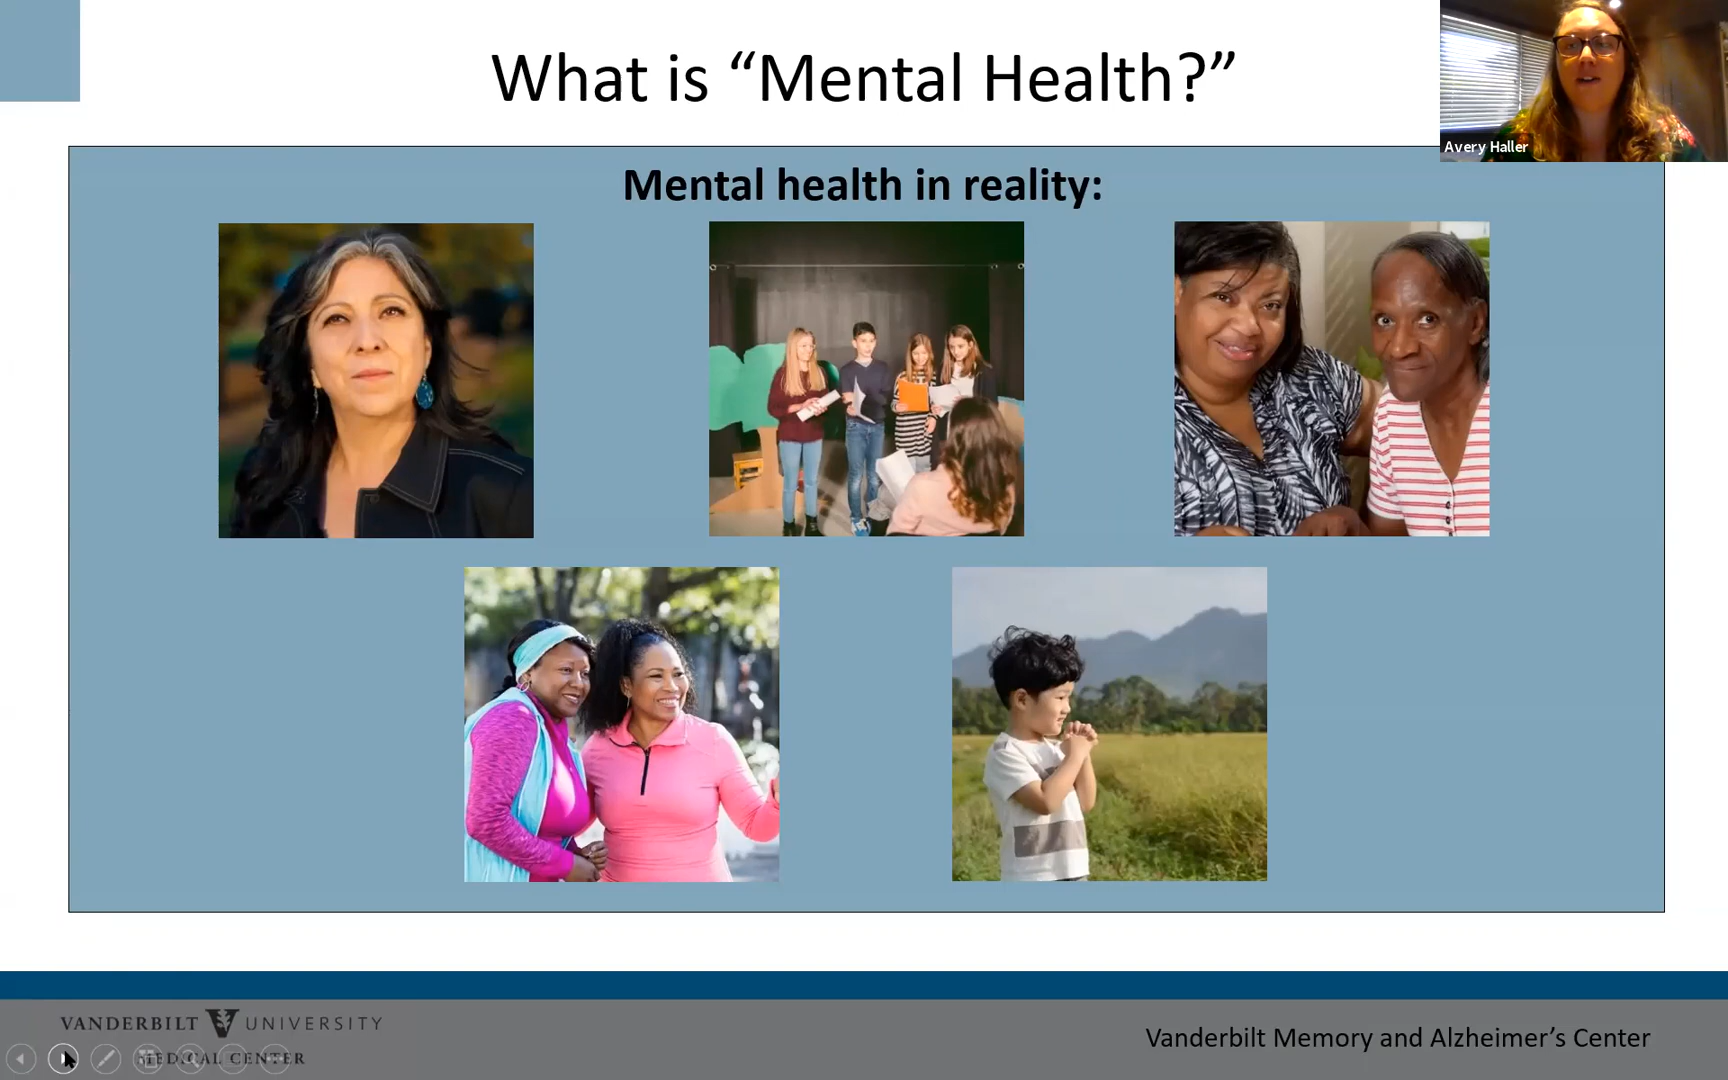 What is “Mental Health?”
Avery Haller
Mental health in reality:
VANDERBILT UNIVERSITY
MEDICAL CENTER
Vanderbilt Memory and Alzheimer’s Center